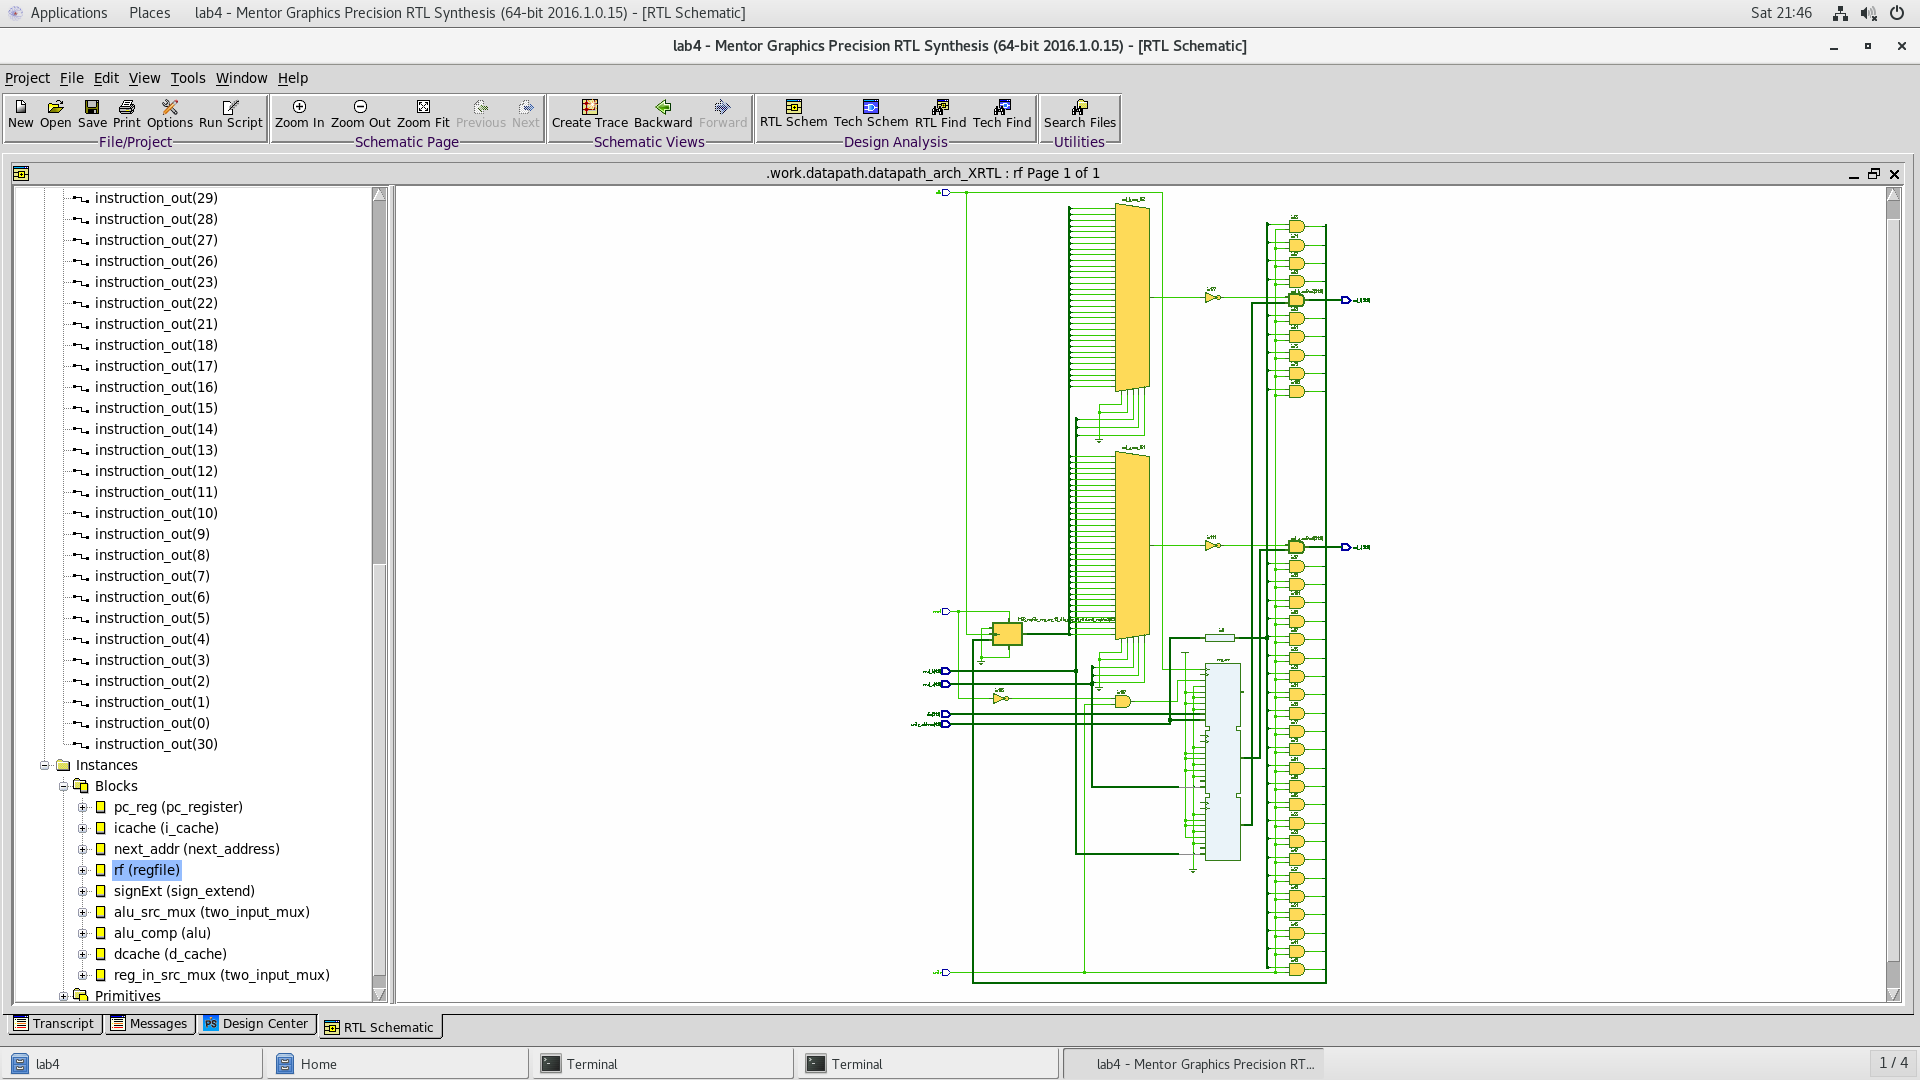 Applications Places lab4 - Mentor Graphics Precision RTL Synthesis (64-bit 2016.1.0.15) - [RTL Schematic] Sat 21:46
lab4 - Mentor Graphics Precision RTL Synthesis (64-bit 2016.1.0.15) - [RTL Schematic]
Project File Edit View Tools Window Help
New Open Save Print Options Run Script Zoom In Zoom Out Zoom Fit Previous Next Create Trace Backward Forward RTL Schem Tech Schem RTL Find Tech Find Search Files
File/Project Schematic Page Schematic Views Design Analysis Utilities
.work.datapath.datapath_arch_XRTL : rf Page 1 of 1
instruction_out(29)
instruction_out(28)
instruction_out(27)
instruction_out(26)
instruction_out(23)
instruction_out(22)
instruction_out(21)
instruction_out(18)
instruction_out(17)
instruction_out(16)
instruction_out(15)
instruction_out(14)
instruction_out(13)
instruction_out(12)
instruction_out(11)
instruction_out(10)
instruction_out(9)
instruction_out(8)
instruction_out(7)
instruction_out(6)
instruction_out(5)
instruction_out(4)
instruction_out(3)
instruction_out(2)
instruction_out(1)
instruction_out(0)
instruction_out(30)
Instances
Blocks
pc_reg (pc_register)
icache (i_cache)
next_addr (next_address)
rf (regfile)
signExt (sign_extend)
alu_src_mux (two_input_mux)
alu_comp (alu)
dcache (d_cache)
reg_in_src_mux (two_input_mux)
Primitives
Transcript Messages Design Center RTL Schematic
lab4 Home Terminal Terminal lab4 - Mentor Graphics Precision RT... 1 / 4